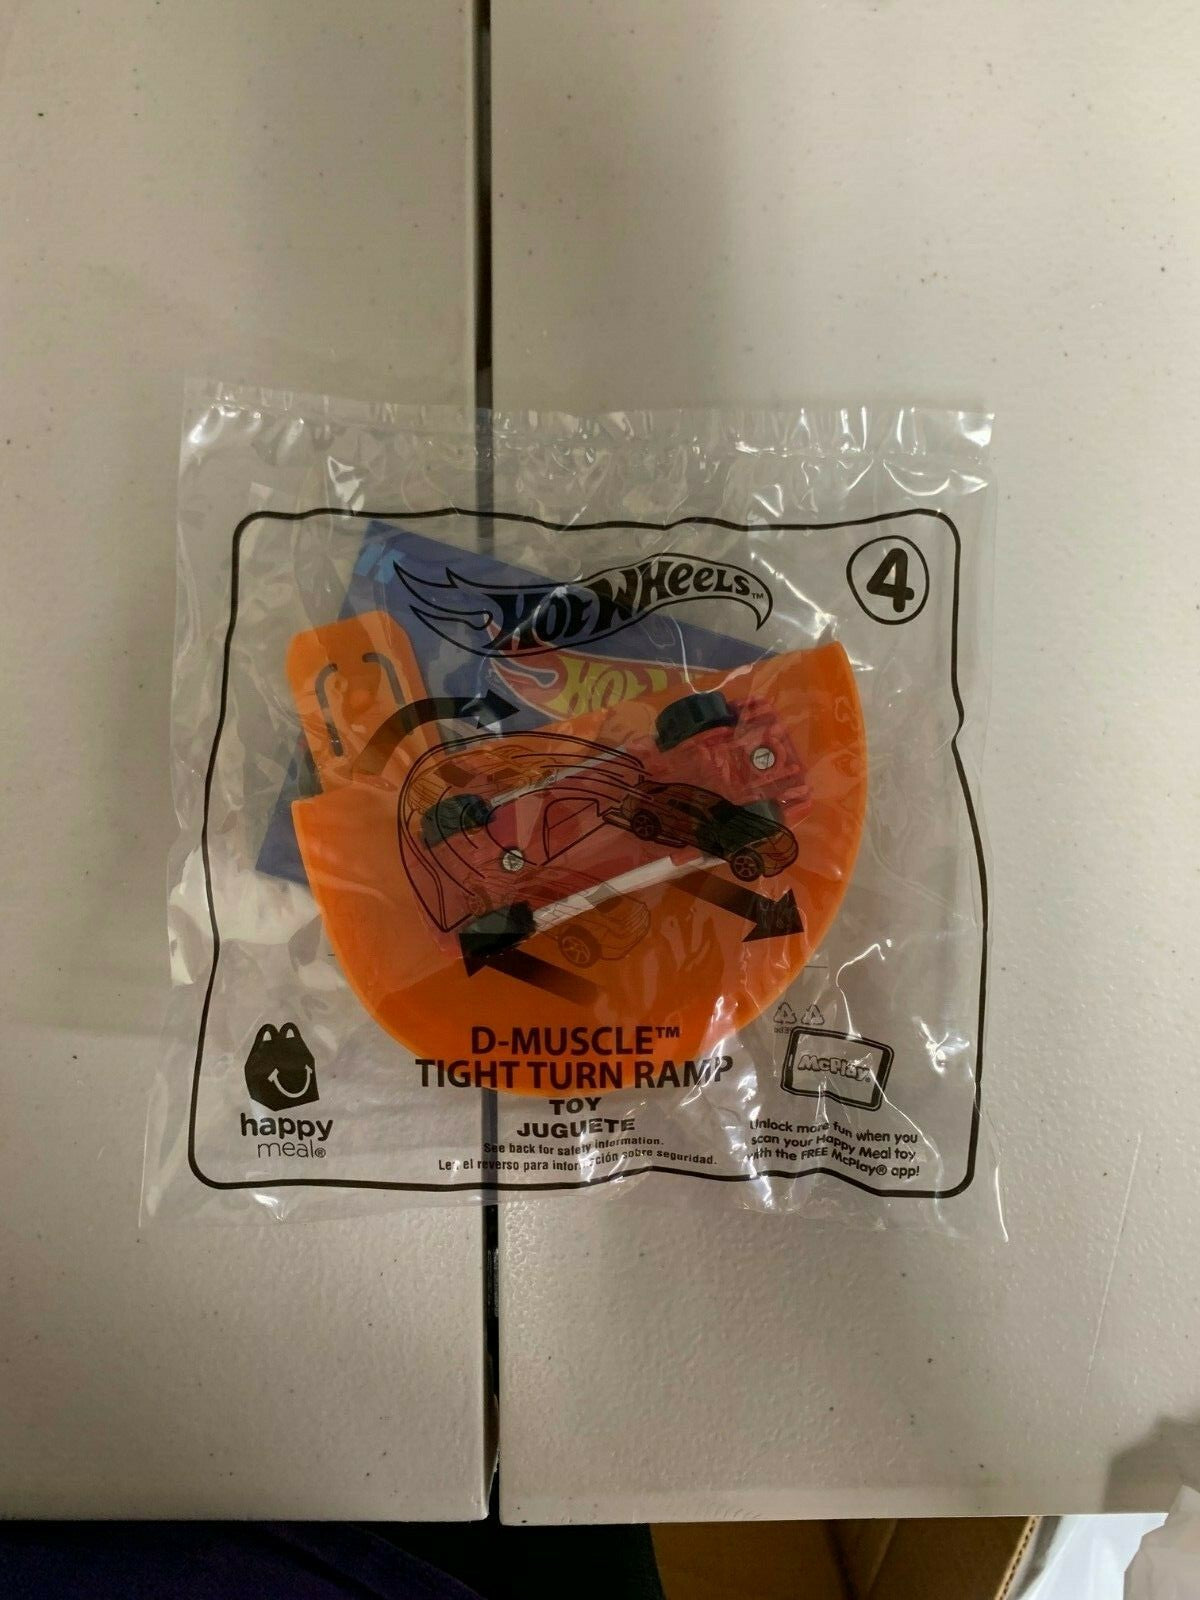 HOT WHEELS™
4
HOT
D-MUSCLE™
TIGHT TURN RAMP
TOY
JUGUETE
See back for safety information.
Lea el reverso para información sobre seguridad.
happy
meal®
McPlay
Unlock more fun when you
scan your Happy Meal toy
with the FREE McPlay® app!